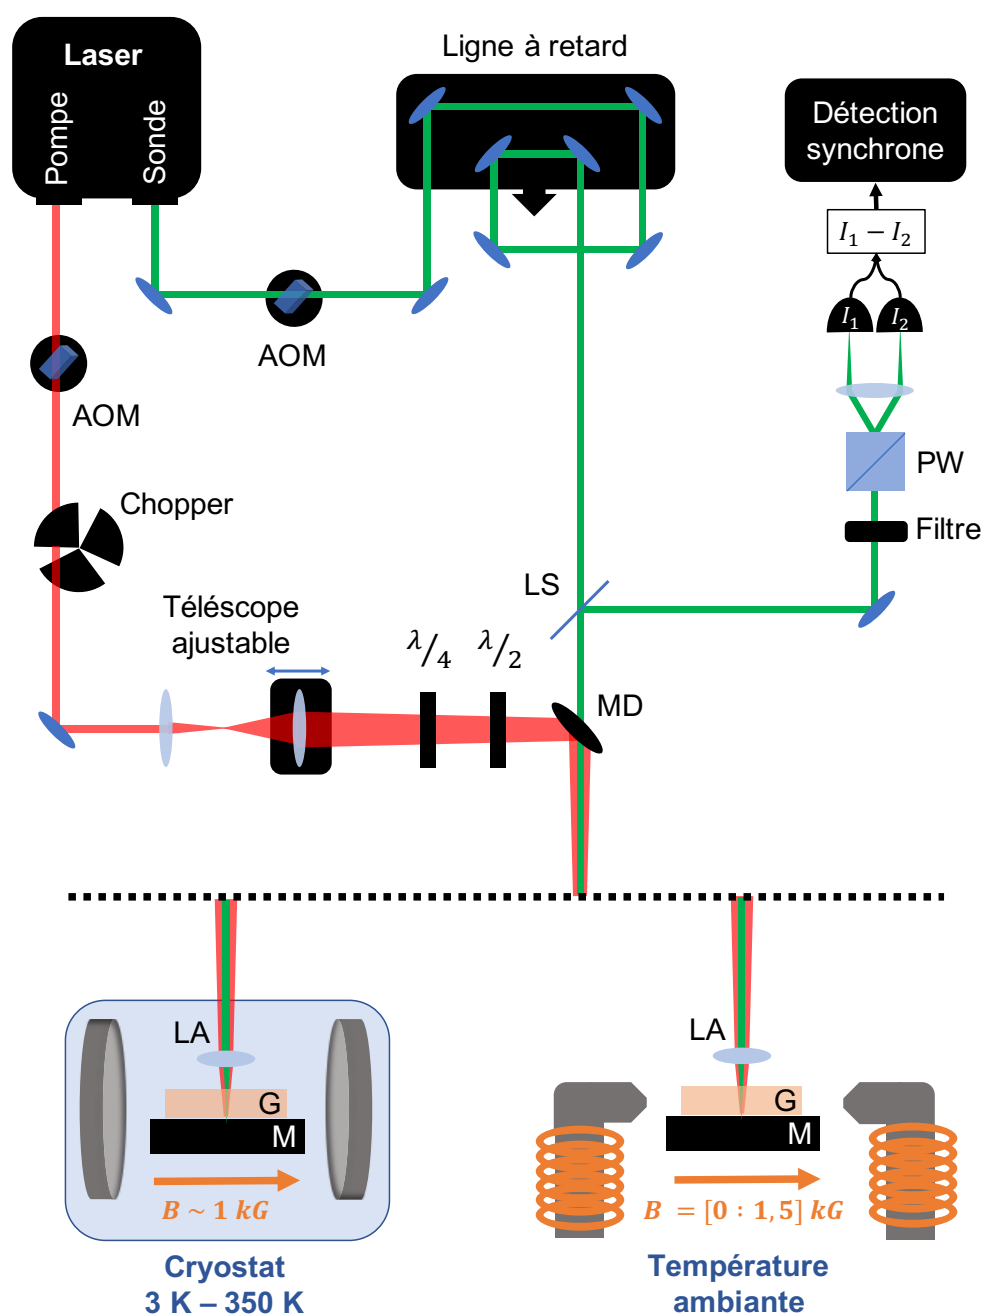 Laser
Pompe
Sonde
Ligne à retard
Détection
synchrone
I₁ − I₂
I₁
I₂
AOM
AOM
PW
Chopper
Filtre
LS
Téléscope
ajustable
λ/4
λ/2
MD
LA
G
M
B ~ 1 kG
Cryostat
3 K – 350 K
LA
G
M
B = [0 : 1,5] kG
Température
ambiante